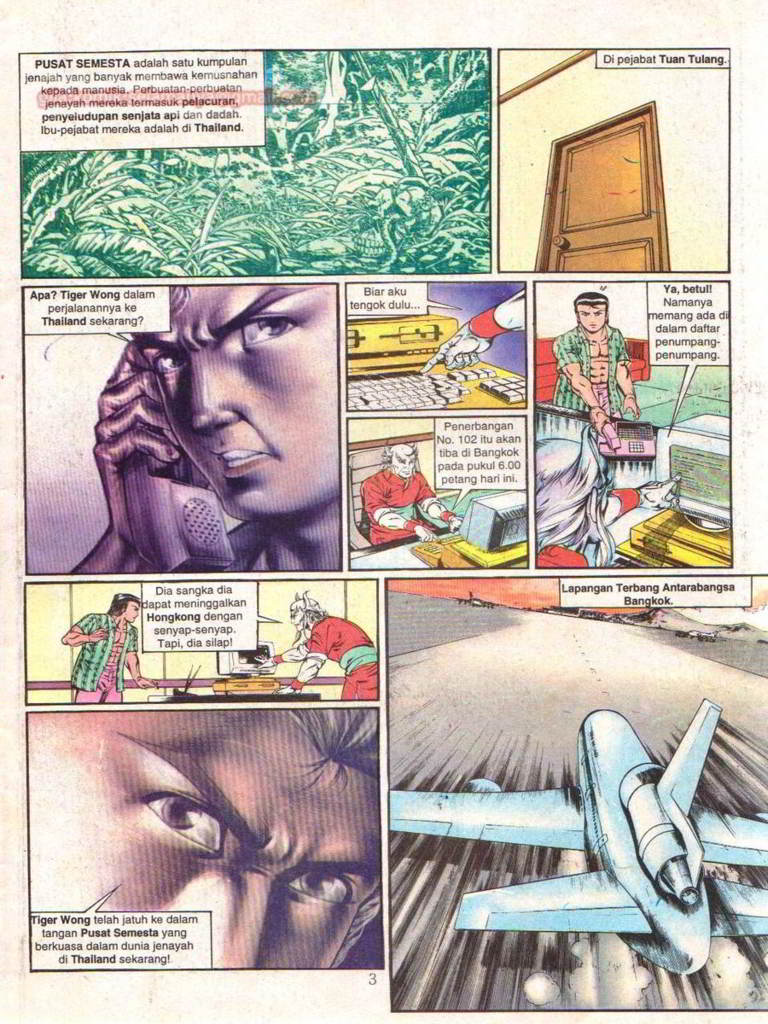 PUSAT SEMESTA adalah satu kumpulan
jenajah yang banyak membawa kemusnahan
kepada manusia. Perbuatan-perbuatan
jenayah mereka termasuk pelacuran,
penyeludupan senjata api dan dadah.
Ibu-pejabat mereka adalah di Thailand.
Di pejabat Tuan Tulang.
Apa? Tiger Wong dalam
perjalanannya ke
Thailand sekarang?
Biar aku
tengok dulu...
Penerbangan
No. 102 itu akan
tiba di Bangkok
pada pukul 6.00
petang hari ini.
Ya, betul!
Namanya
memang ada di
dalam daftar
penumpang-
penumpang.
Dia sangka dia
dapat meninggalkan
Hongkong dengan
senyap-senyap.
Tapi, dia silap!
Lapangan Terbang Antarabangsa
Bangkok.
Tiger Wong telah jatuh ke dalam
tangan Pusat Semesta yang
berkuasa dalam dunia jenayah
di Thailand sekarang!
3